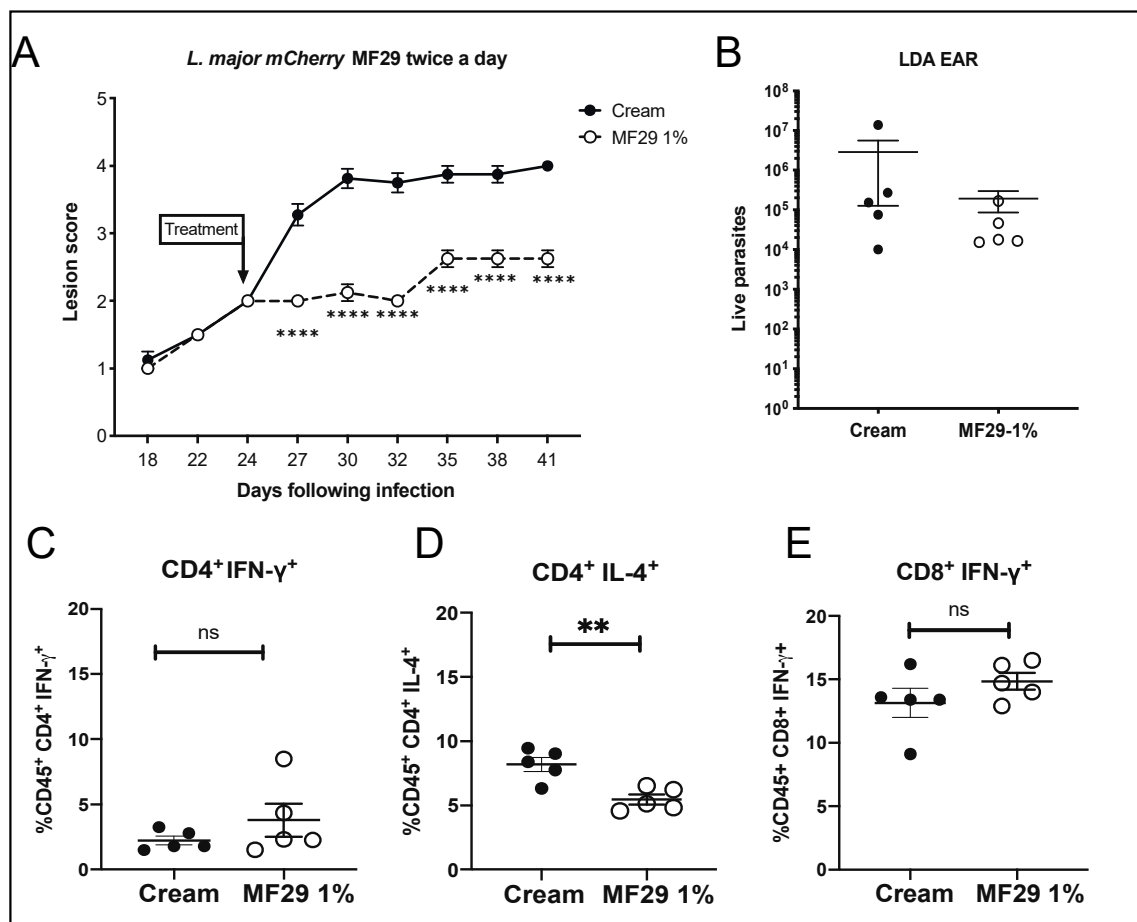 A
L. major mCherry MF29 twice a day
Cream
MF29 1%
Treatment
Lesion score
5
4
3
2
1
0
**** **** **** **** **** ****
18 22 24 27 30 32 35 38 41
Days following infection
B
LDA EAR
Live parasites
10⁸
10⁷
10⁶
10⁵
10⁴
10³
10²
10¹
10⁰
Cream MF29-1%
C
CD4⁺ IFN-γ⁺
ns
%CD45⁺ CD4⁺ IFN-γ⁺
20
15
10
5
0
Cream MF29 1%
D
CD4⁺ IL-4⁺
**
%CD45⁺ CD4⁺ IL-4⁺
20
15
10
5
0
Cream MF29 1%
E
CD8⁺ IFN-γ⁺
ns
%CD45+ CD8+ IFN-γ+
20
15
10
5
0
Cream MF29 1%